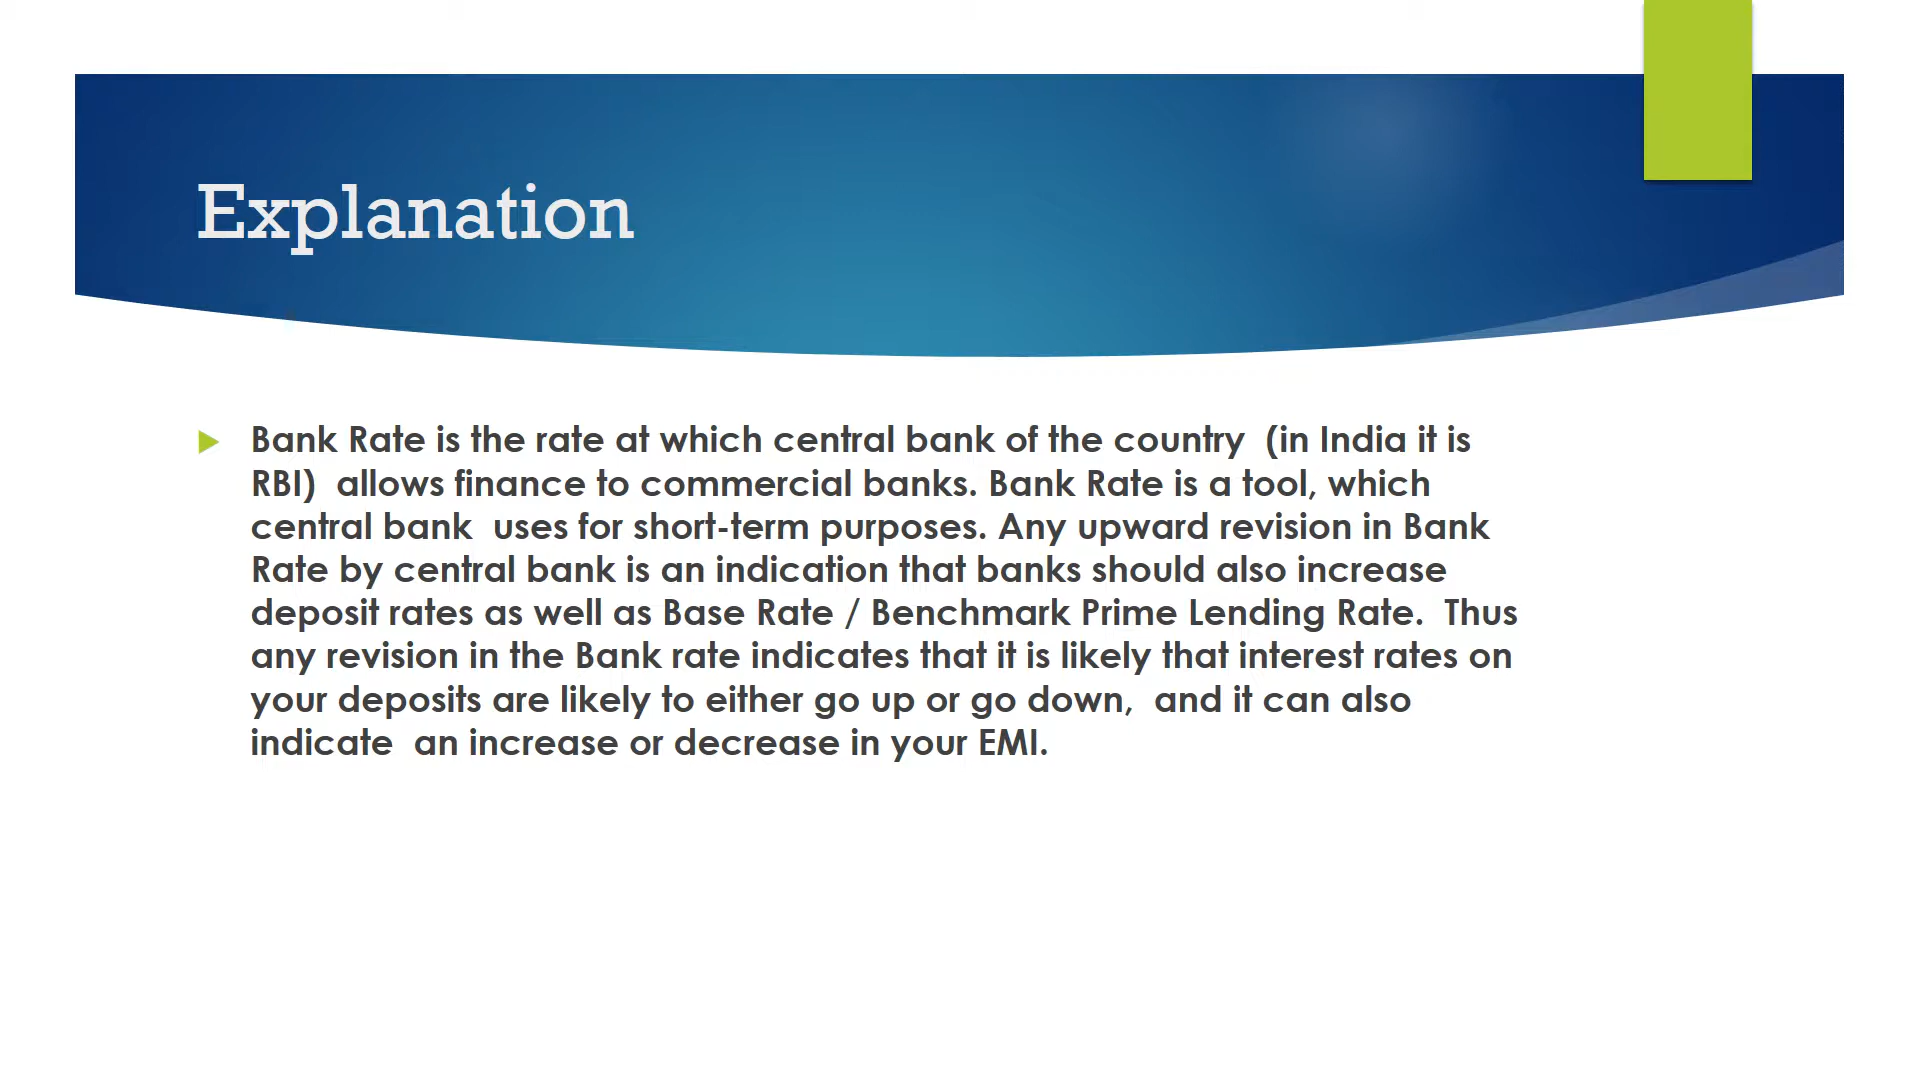 Explanation
Bank Rate is the rate at which central bank of the country  (in India it is
RBI)  allows finance to commercial banks. Bank Rate is a tool, which
central bank  uses for short-term purposes. Any upward revision in Bank
Rate by central bank is an indication that banks should also increase
deposit rates as well as Base Rate / Benchmark Prime Lending Rate.  Thus
any revision in the Bank rate indicates that it is likely that interest rates on
your deposits are likely to either go up or go down,  and it can also
indicate  an increase or decrease in your EMI.